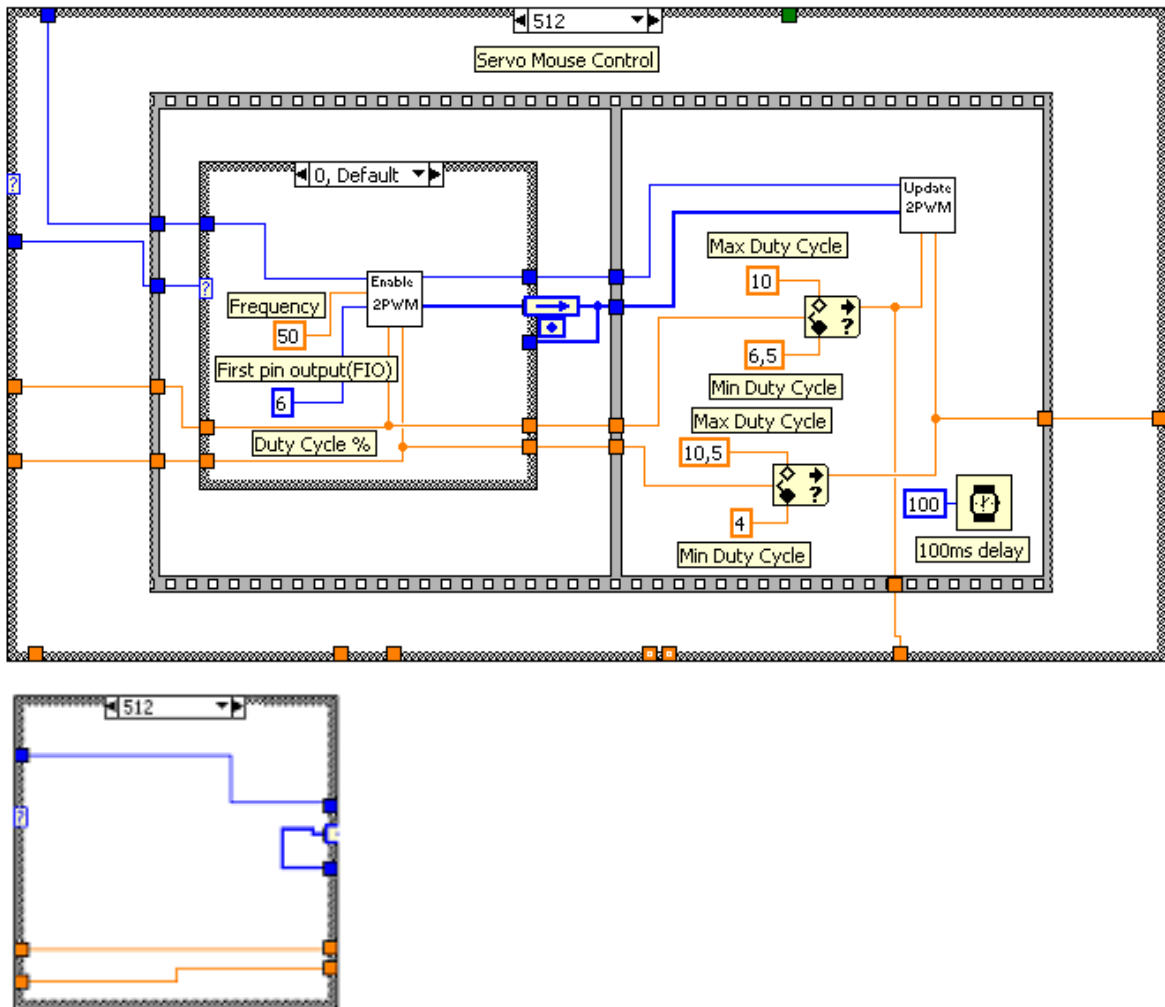 512
Servo Mouse Control
0, Default
?
?
Enable
2PWM
Frequency
50
First pin output(FIO)
6
Duty Cycle %
Update
2PWM
Max Duty Cycle
10
?
6,5
Min Duty Cycle
Max Duty Cycle
10,5
?
4
Min Duty Cycle
100
100ms delay
512
?